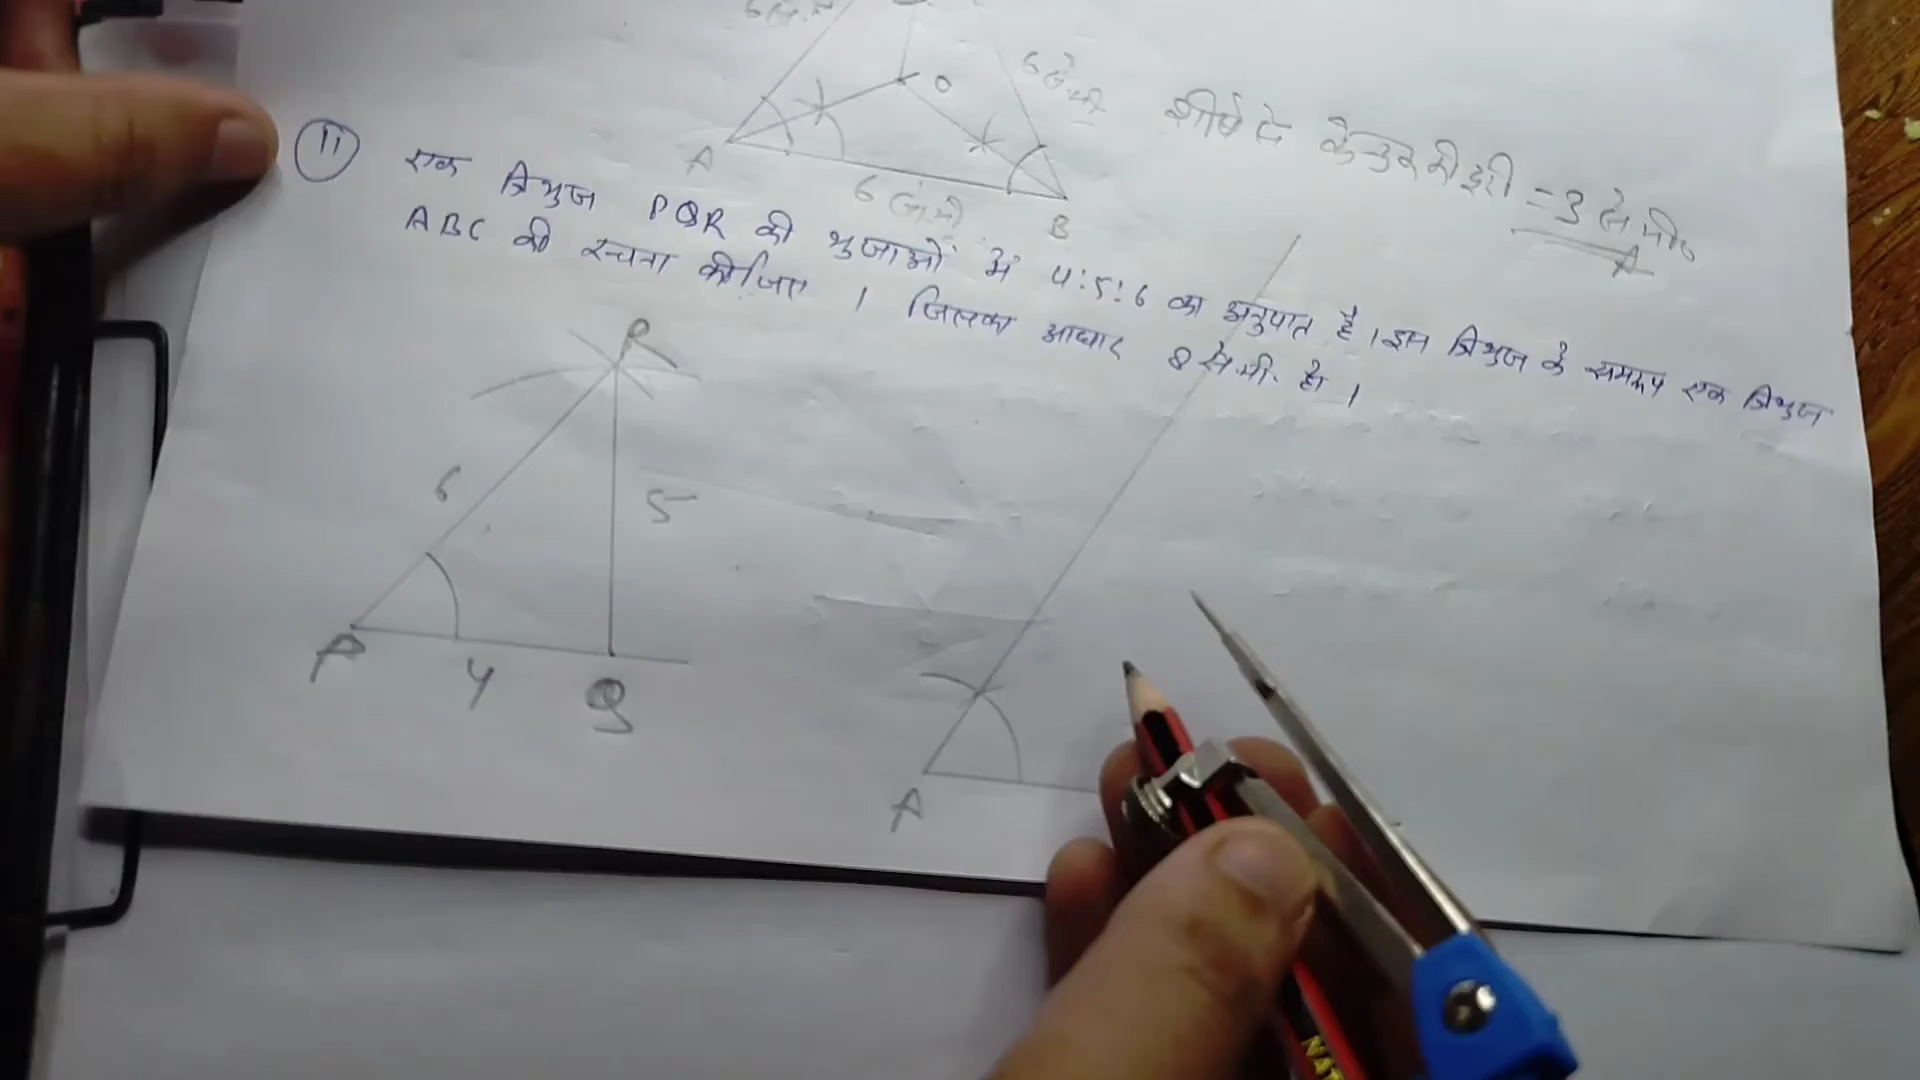 6 से.मी
O
A
6 से.मी
B
शीर्ष से केन्द्र की दूरी = 3 से.मी.
A
11
एक त्रिभुज PQR की भुजाओं में 4:5:6 का अनुपात है। इस त्रिभुज के समरूप एक त्रिभुज
ABC की रचना कीजिए । जिसका आधार 8 से.मी. हो ।
R
6
5
P
4
Q
A
NAT